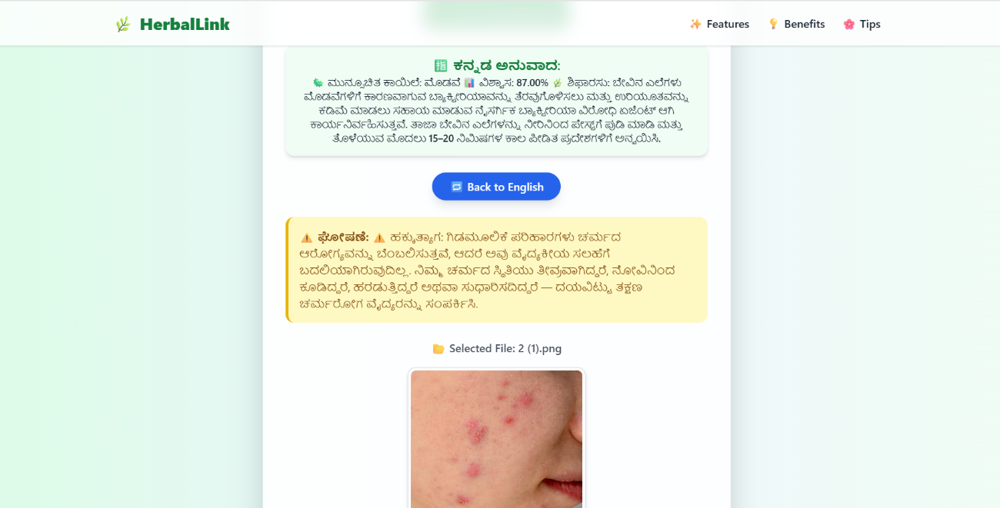 🌿 HerbalLink
✨ Features 💡 Benefits 🌸 Tips
ಕನ್ನಡ ಅನುವಾದ:
🦠 ಮುನ್ಸೂಚಿತ ಕಾಯಿಲೆ: ಮೊಡವೆ 📊 ವಿಶ್ವಾಸ: 87.00% 🌿 ಶಿಫಾರಸು: ಬೇವಿನ ಎಲೆಗಳು
ಮೊಡವೆಗಳಿಗೆ ಕಾರಣವಾಗುವ ಬ್ಯಾಕ್ಟೀರಿಯಾವನ್ನು ತೆರವುಗೊಳಿಸಲು ಮತ್ತು ಉರಿಯೂತವನ್ನು
ಕಡಿಮೆ ಮಾಡಲು ಸಹಾಯ ಮಾಡುವ ನೈಸರ್ಗಿಕ ಬ್ಯಾಕ್ಟೀರಿಯಾ ವಿರೋಧಿ ಏಜೆಂಟ್ ಆಗಿ
ಕಾರ್ಯನಿರ್ವಹಿಸುತ್ತವೆ. ತಾಜಾ ಬೇವಿನ ಎಲೆಗಳನ್ನು ನೀರಿನಿಂದ ಪೇಸ್ಟ್‌ಗೆ ಪುಡಿ ಮಾಡಿ ಮತ್ತು
ತೊಳೆಯುವ ಮೊದಲು 15–20 ನಿಮಿಷಗಳ ಕಾಲ ಪೀಡಿತ ಪ್ರದೇಶಗಳಿಗೆ ಅನ್ವಯಿಸಿ.
🔁 Back to English
⚠️ ಘೋಷಣೆ: ⚠️ ಹಕ್ಕುತ್ಯಾಗ: ಗಿಡಮೂಲಿಕೆ ಪರಿಹಾರಗಳು ಚರ್ಮದ
ಆರೋಗ್ಯವನ್ನು ಬೆಂಬಲಿಸುತ್ತವೆ, ಆದರೆ ಅವು ವೈದ್ಯಕೀಯ ಸಲಹೆಗೆ
ಬದಲಿಯಾಗಿರುವುದಿಲ್ಲ. ನಿಮ್ಮ ಚರ್ಮದ ಸ್ಥಿತಿಯು ತೀವ್ರವಾಗಿದ್ದರೆ, ನೋವಿನಿಂದ
ಕೂಡಿದ್ದರೆ, ಹರಡುತ್ತಿದ್ದರೆ ಅಥವಾ ಸುಧಾರಿಸದಿದ್ದರೆ — ದಯವಿಟ್ಟು ತಕ್ಷಣ
ಚರ್ಮರೋಗ ವೈದ್ಯರನ್ನು ಸಂಪರ್ಕಿಸಿ.
📂 Selected File: 2 (1).png